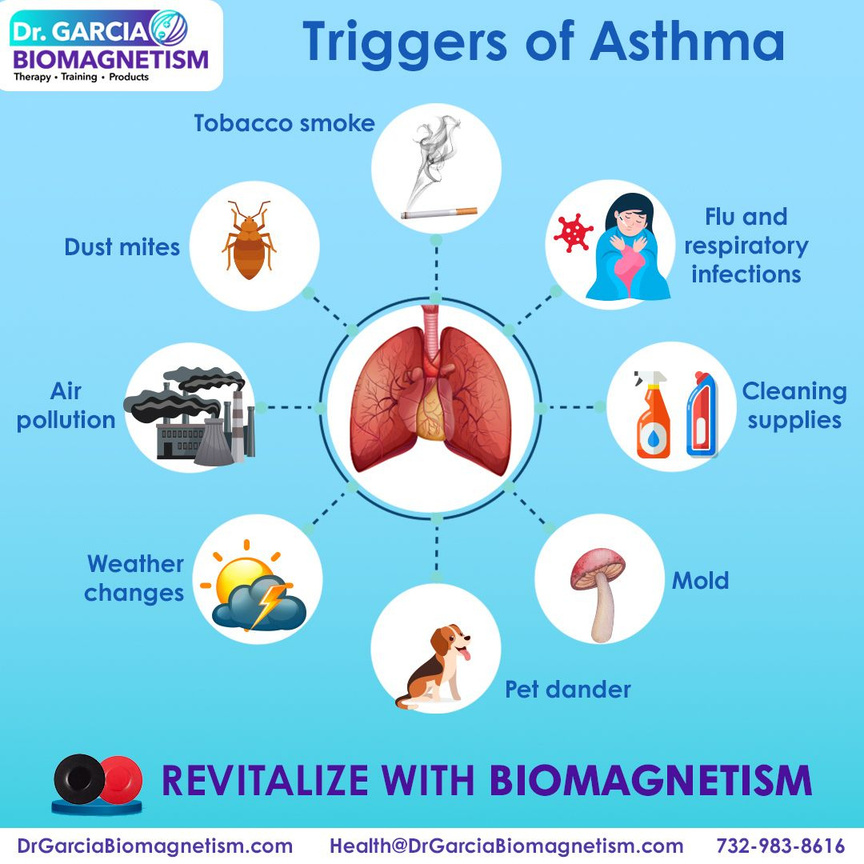 Dr. GARCIA
BIOMAGNETISM
Therapy • Training • Products
Triggers of Asthma
Tobacco smoke
Dust mites
Flu and
respiratory
infections
Air
pollution
Cleaning
supplies
Weather
changes
Mold
Pet dander
REVITALIZE WITH BIOMAGNETISM
DrGarciaBiomagnetism.com
Health@DrGarciaBiomagnetism.com
732-983-8616